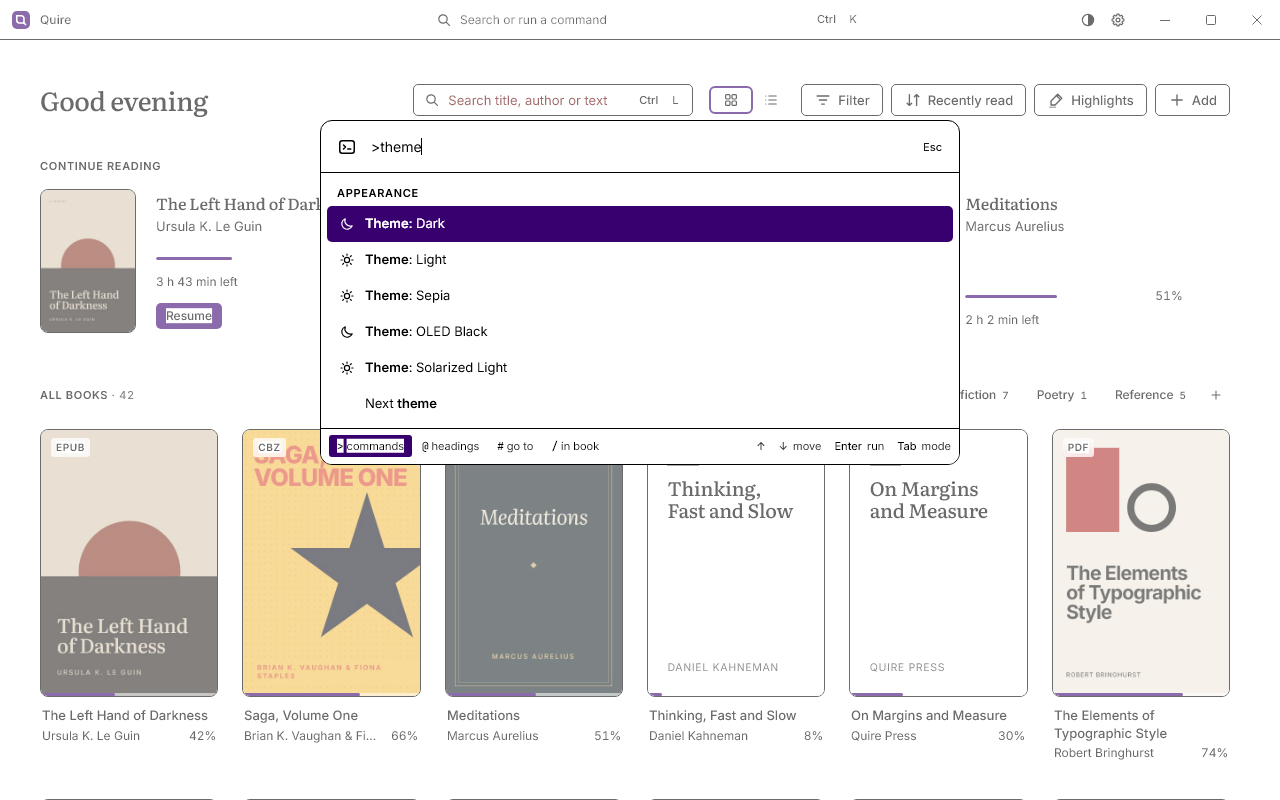 Quire
Search or run a command
Ctrl K
Good evening
Search title, author or text
Ctrl L
Filter
Recently read
Highlights
Add
>theme
Esc
APPEARANCE
Theme: Dark
Theme: Light
Theme: Sepia
Theme: OLED Black
Theme: Solarized Light
Next theme
>commands
@headings
# go to
/ in book
↑ ↓ move
Enter run
Tab mode
CONTINUE READING
The Left Hand
of Darkness
URSULA K. LE GUIN
The Left Hand of Dark
Ursula K. Le Guin
3 h 43 min left
Resume
Meditations
Marcus Aurelius
51%
2 h 2 min left
ALL BOOKS · 42
fiction 7
Poetry 1
Reference 5
EPUB
The Left Hand
of Darkness
URSULA K. LE GUIN
The Left Hand of Darkness
Ursula K. Le Guin
42%
CBZ
SAGA,
VOLUME ONE
BRIAN K. VAUGHAN & FIONA
STAPLES
Saga, Volume One
Brian K. Vaughan & Fi...
66%
Meditations
MARCUS AURELIUS
Meditations
Marcus Aurelius
51%
Thinking,
Fast and Slow
DANIEL KAHNEMAN
Thinking, Fast and Slow
Daniel Kahneman
8%
On Margins
and Measure
QUIRE PRESS
On Margins and Measure
Quire Press
30%
PDF
The Elements
of Typographic
Style
ROBERT BRINGHURST
The Elements of
Typographic Style
Robert Bringhurst
74%